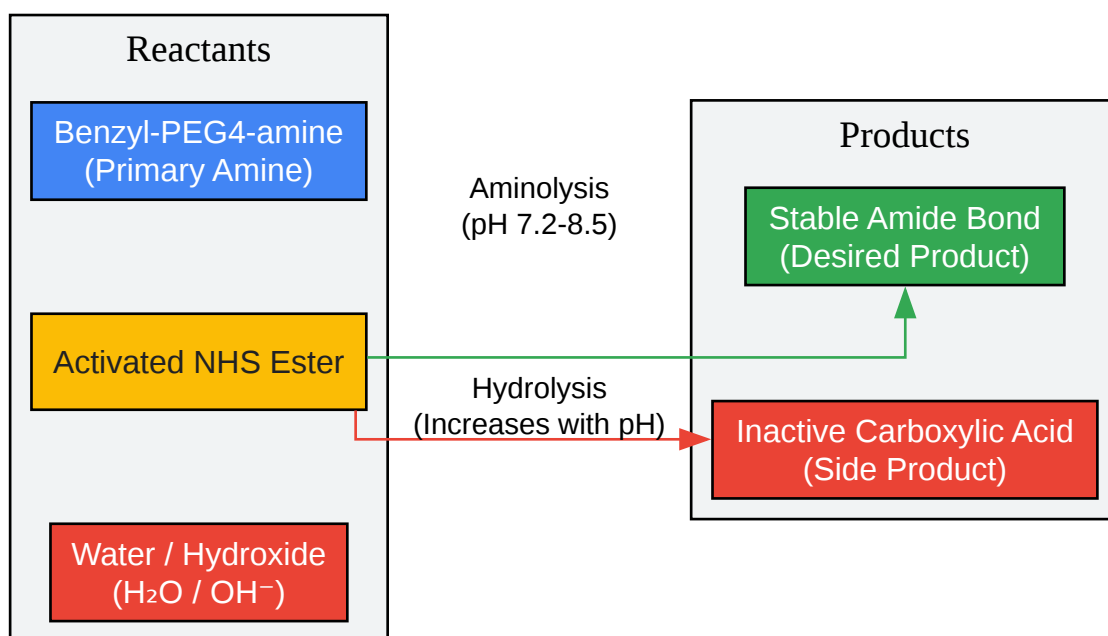 Reactants
Benzyl-PEG4-amine
(Primary Amine)
Activated NHS Ester
Water / Hydroxide
(H₂O / OH⁻)
Aminolysis
(pH 7.2-8.5)
Hydrolysis
(Increases with pH)
Products
Stable Amide Bond
(Desired Product)
Inactive Carboxylic Acid
(Side Product)